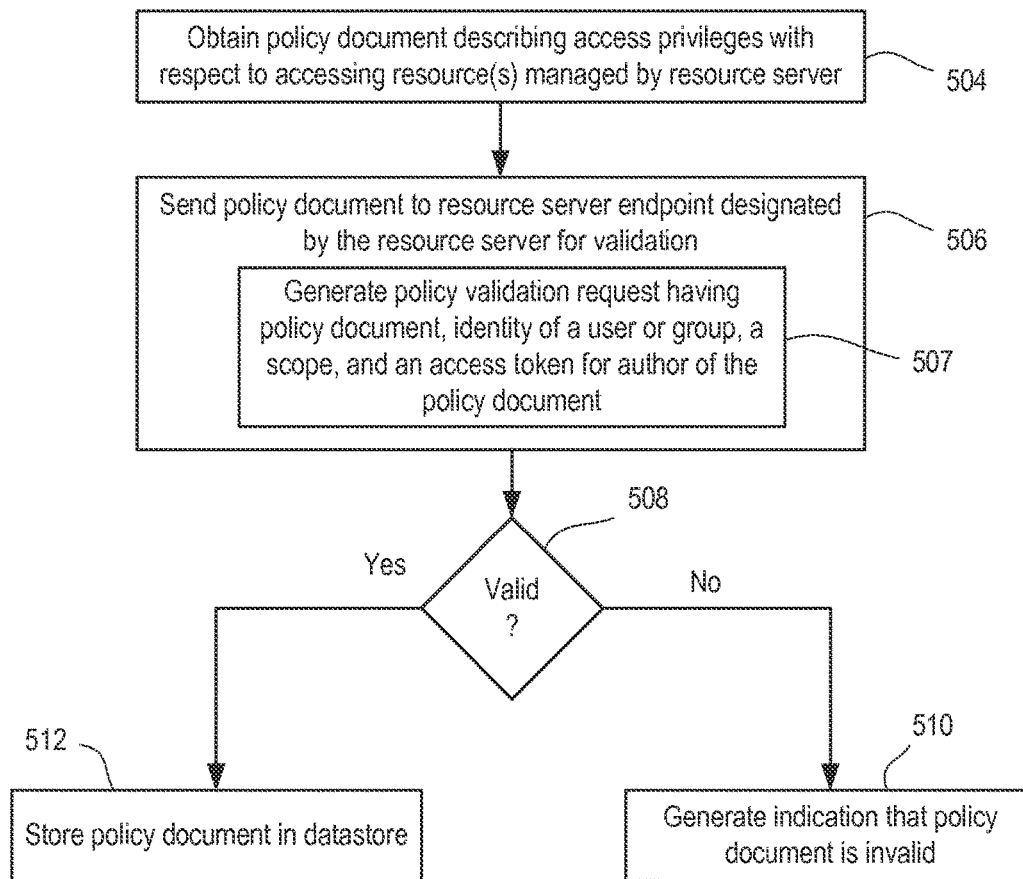 Obtain policy document describing access privileges with
respect to accessing resource(s) managed by resource server
504
Send policy document to resource server endpoint designated
by the resource server for validation
506
Generate policy validation request having
policy document, identity of a user or group, a
scope, and an access token for author of the
policy document
507
508
Yes
Valid
?
No
512
510
Store policy document in datastore
Generate indication that policy
document is invalid